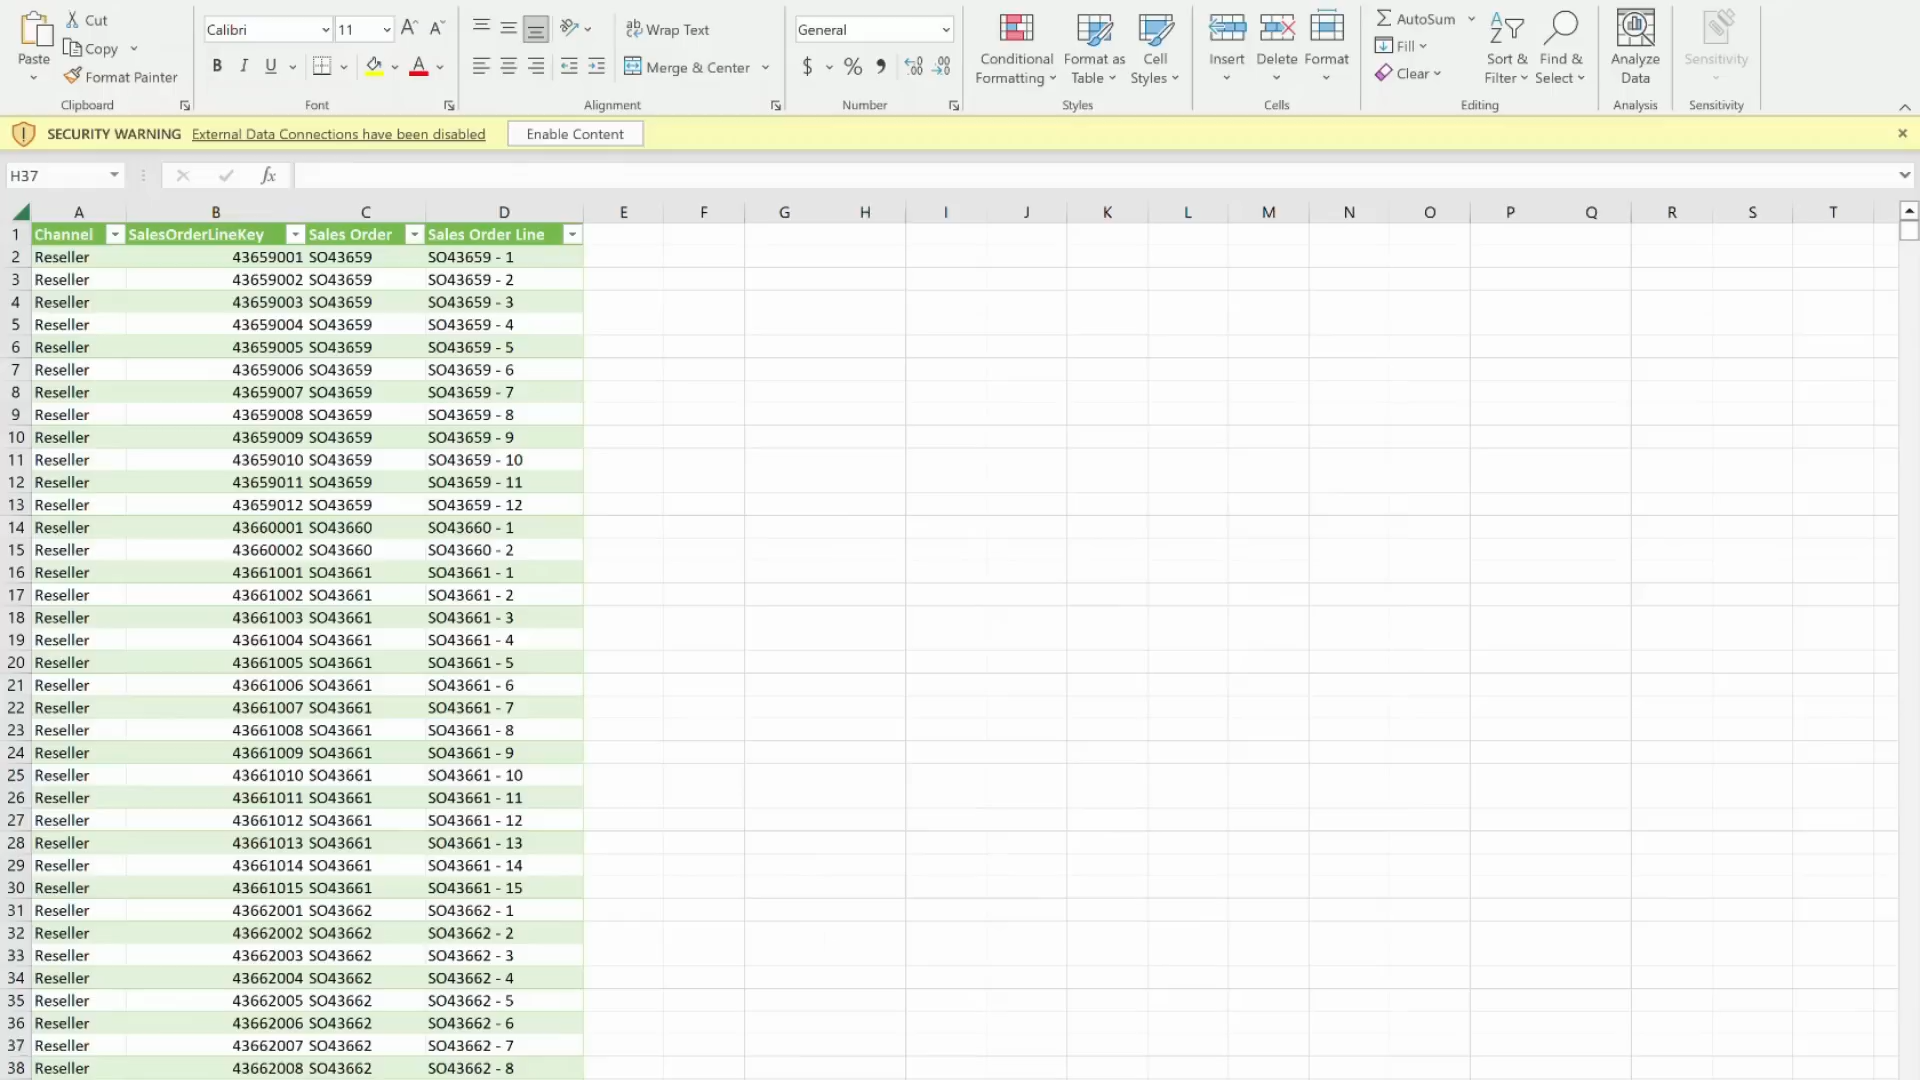 Paste
Cut
Copy
Format Painter
Clipboard
Calibri 11 A A
B I U A
Font
ab Wrap Text
Merge & Center
Alignment
General
$ %
Number
Conditional Formatting
Format as Table
Cell Styles
Styles
Insert
Delete
Format
Cells
AutoSum
Fill
Clear
Sort & Filter
Find & Select
Editing
Analyze Data
Analysis
Sensitivity
Sensitivity
SECURITY WARNING External Data Connections have been disabled Enable Content
H37 fx
A B C D E F G H I J K L M N O P Q R S T
1 Channel SalesOrderLineKey Sales Order Sales Order Line
2 Reseller 43659001 SO43659 SO43659 - 1
3 Reseller 43659002 SO43659 SO43659 - 2
4 Reseller 43659003 SO43659 SO43659 - 3
5 Reseller 43659004 SO43659 SO43659 - 4
6 Reseller 43659005 SO43659 SO43659 - 5
7 Reseller 43659006 SO43659 SO43659 - 6
8 Reseller 43659007 SO43659 SO43659 - 7
9 Reseller 43659008 SO43659 SO43659 - 8
10 Reseller 43659009 SO43659 SO43659 - 9
11 Reseller 43659010 SO43659 SO43659 - 10
12 Reseller 43659011 SO43659 SO43659 - 11
13 Reseller 43659012 SO43659 SO43659 - 12
14 Reseller 43660001 SO43660 SO43660 - 1
15 Reseller 43660002 SO43660 SO43660 - 2
16 Reseller 43661001 SO43661 SO43661 - 1
17 Reseller 43661002 SO43661 SO43661 - 2
18 Reseller 43661003 SO43661 SO43661 - 3
19 Reseller 43661004 SO43661 SO43661 - 4
20 Reseller 43661005 SO43661 SO43661 - 5
21 Reseller 43661006 SO43661 SO43661 - 6
22 Reseller 43661007 SO43661 SO43661 - 7
23 Reseller 43661008 SO43661 SO43661 - 8
24 Reseller 43661009 SO43661 SO43661 - 9
25 Reseller 43661010 SO43661 SO43661 - 10
26 Reseller 43661011 SO43661 SO43661 - 11
27 Reseller 43661012 SO43661 SO43661 - 12
28 Reseller 43661013 SO43661 SO43661 - 13
29 Reseller 43661014 SO43661 SO43661 - 14
30 Reseller 43661015 SO43661 SO43661 - 15
31 Reseller 43662001 SO43662 SO43662 - 1
32 Reseller 43662002 SO43662 SO43662 - 2
33 Reseller 43662003 SO43662 SO43662 - 3
34 Reseller 43662004 SO43662 SO43662 - 4
35 Reseller 43662005 SO43662 SO43662 - 5
36 Reseller 43662006 SO43662 SO43662 - 6
37 Reseller 43662007 SO43662 SO43662 - 7
38 Reseller 43662008 SO43662 SO43662 - 8